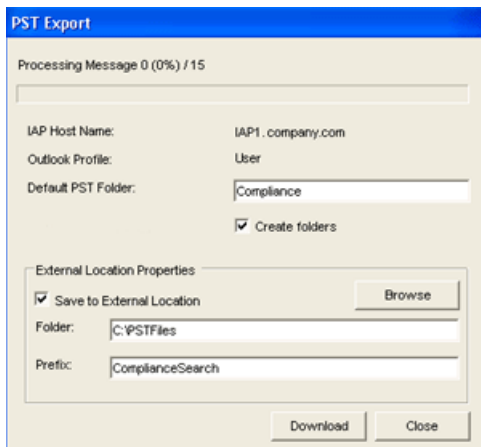 PST Export
Processing Message 0 (0%) / 15
IAP Host Name: IAP1.company.com
Outlook Profile: User
Default PST Folder: Compliance
Create folders
External Location Properties
Save to External Location Browse
Folder: C:\PSTFiles
Prefix: ComplianceSearch
Download Close